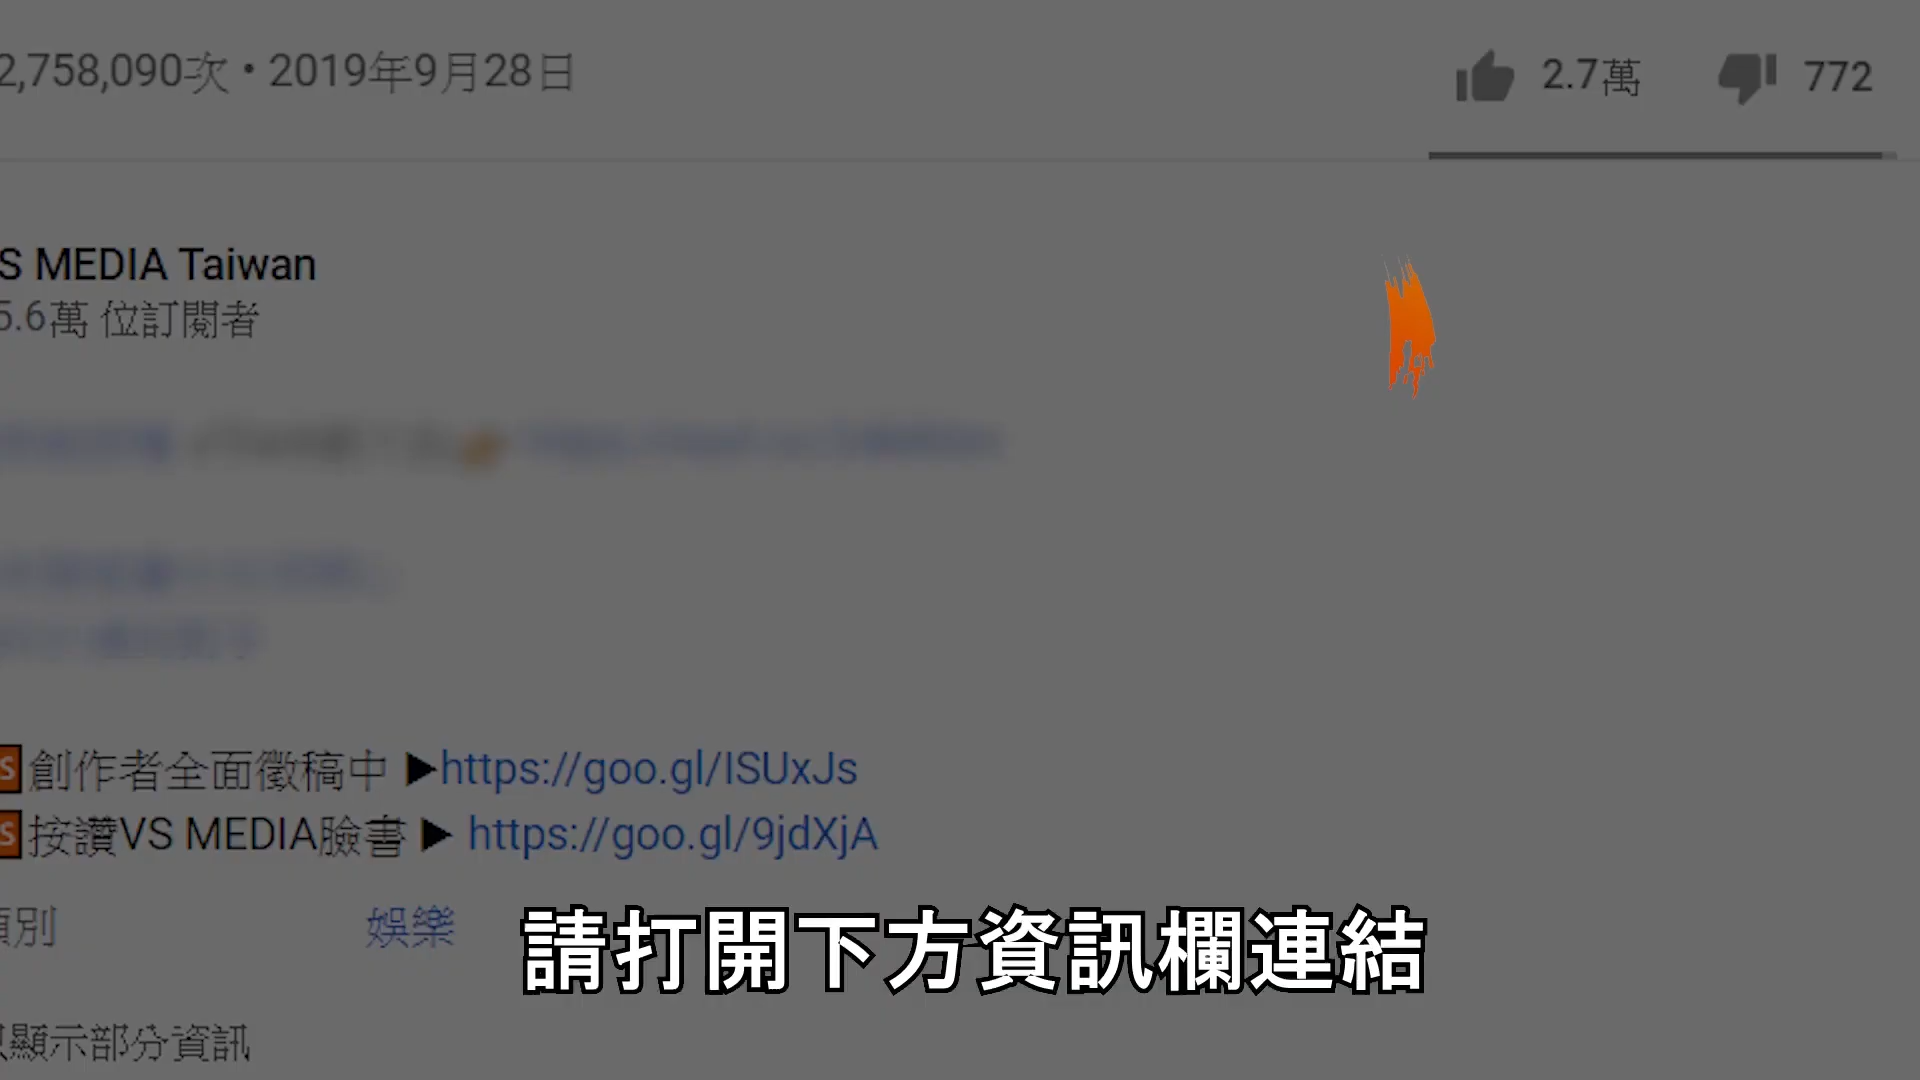 2,758,090次 • 2019年9月28日
2.7萬
772
S MEDIA Taiwan
5.6萬 位訂閱者
S創作者全面徵稿中 ▶https://goo.gl/ISUxJs
S按讚VS MEDIA臉書 ▶ https://goo.gl/9jdXjA
類別 娛樂
請打開下方資訊欄連結
只顯示部分資訊